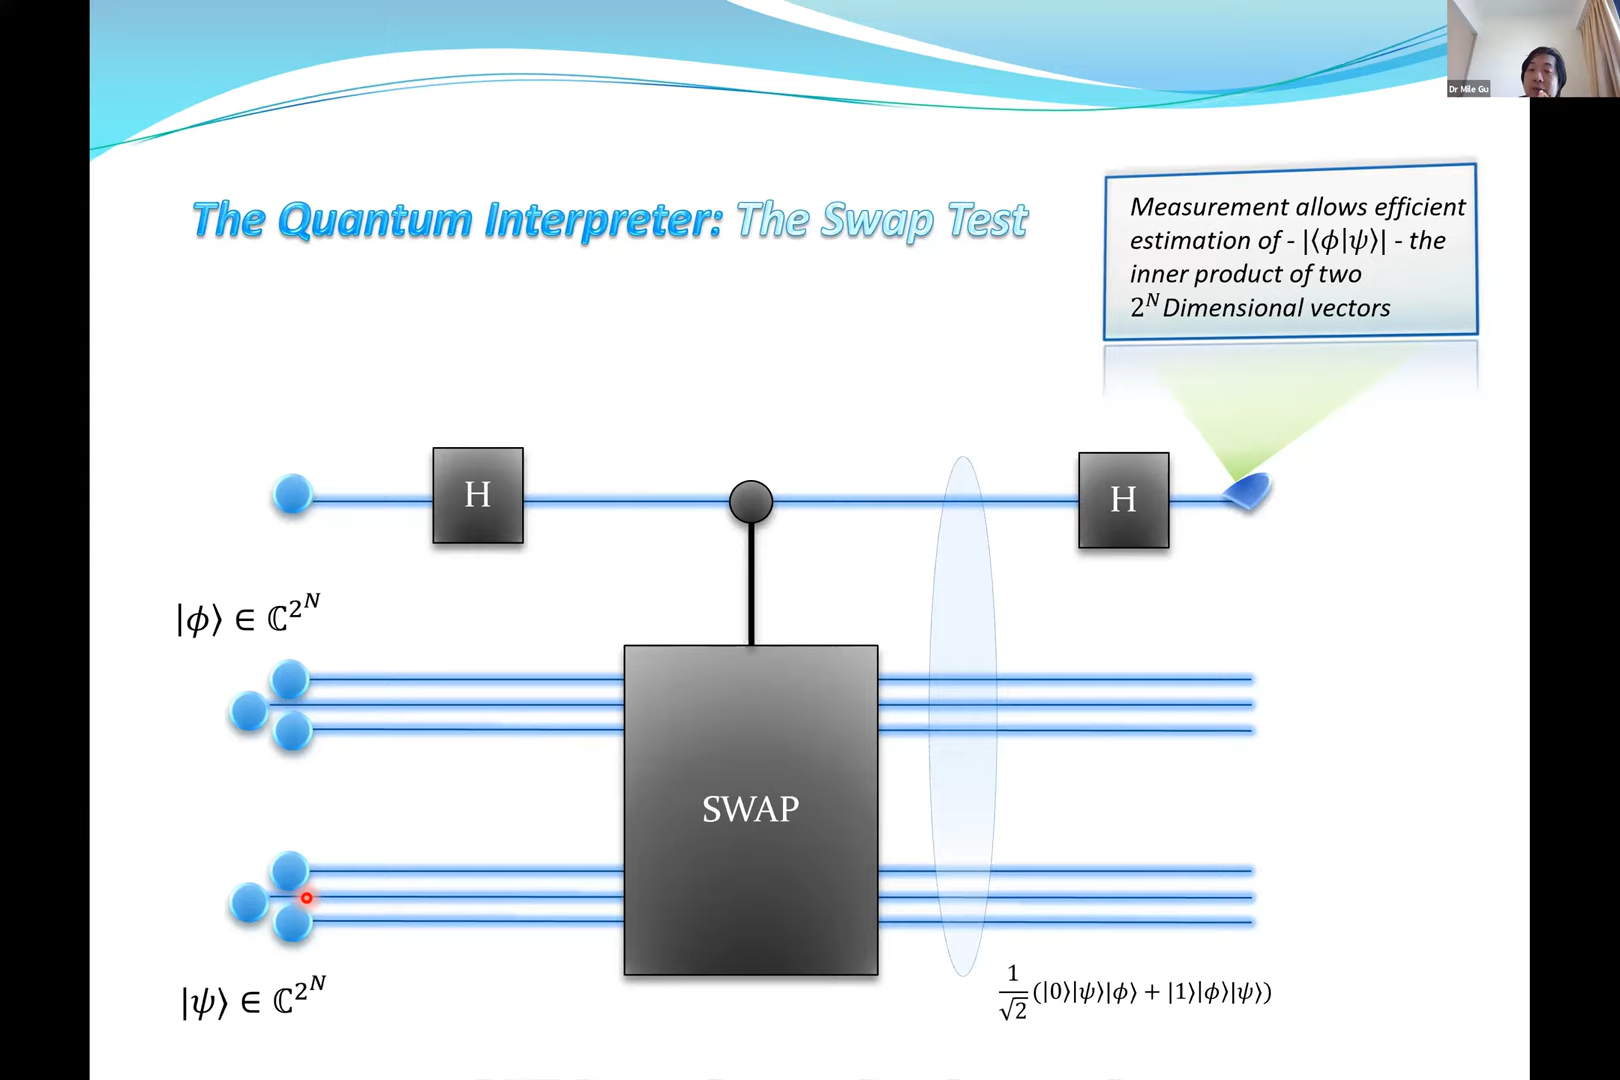 Dr Mile Gu
The Quantum Interpreter: The Swap Test
Measurement allows efficient
estimation of - |⟨ϕ|ψ⟩| - the
inner product of two
2^N Dimensional vectors
H
H
|ϕ⟩ ∈ ℂ^{2^N}
SWAP
|ψ⟩ ∈ ℂ^{2^N}
1/√2 (|0⟩|ψ⟩|ϕ⟩ + |1⟩|ϕ⟩|ψ⟩)